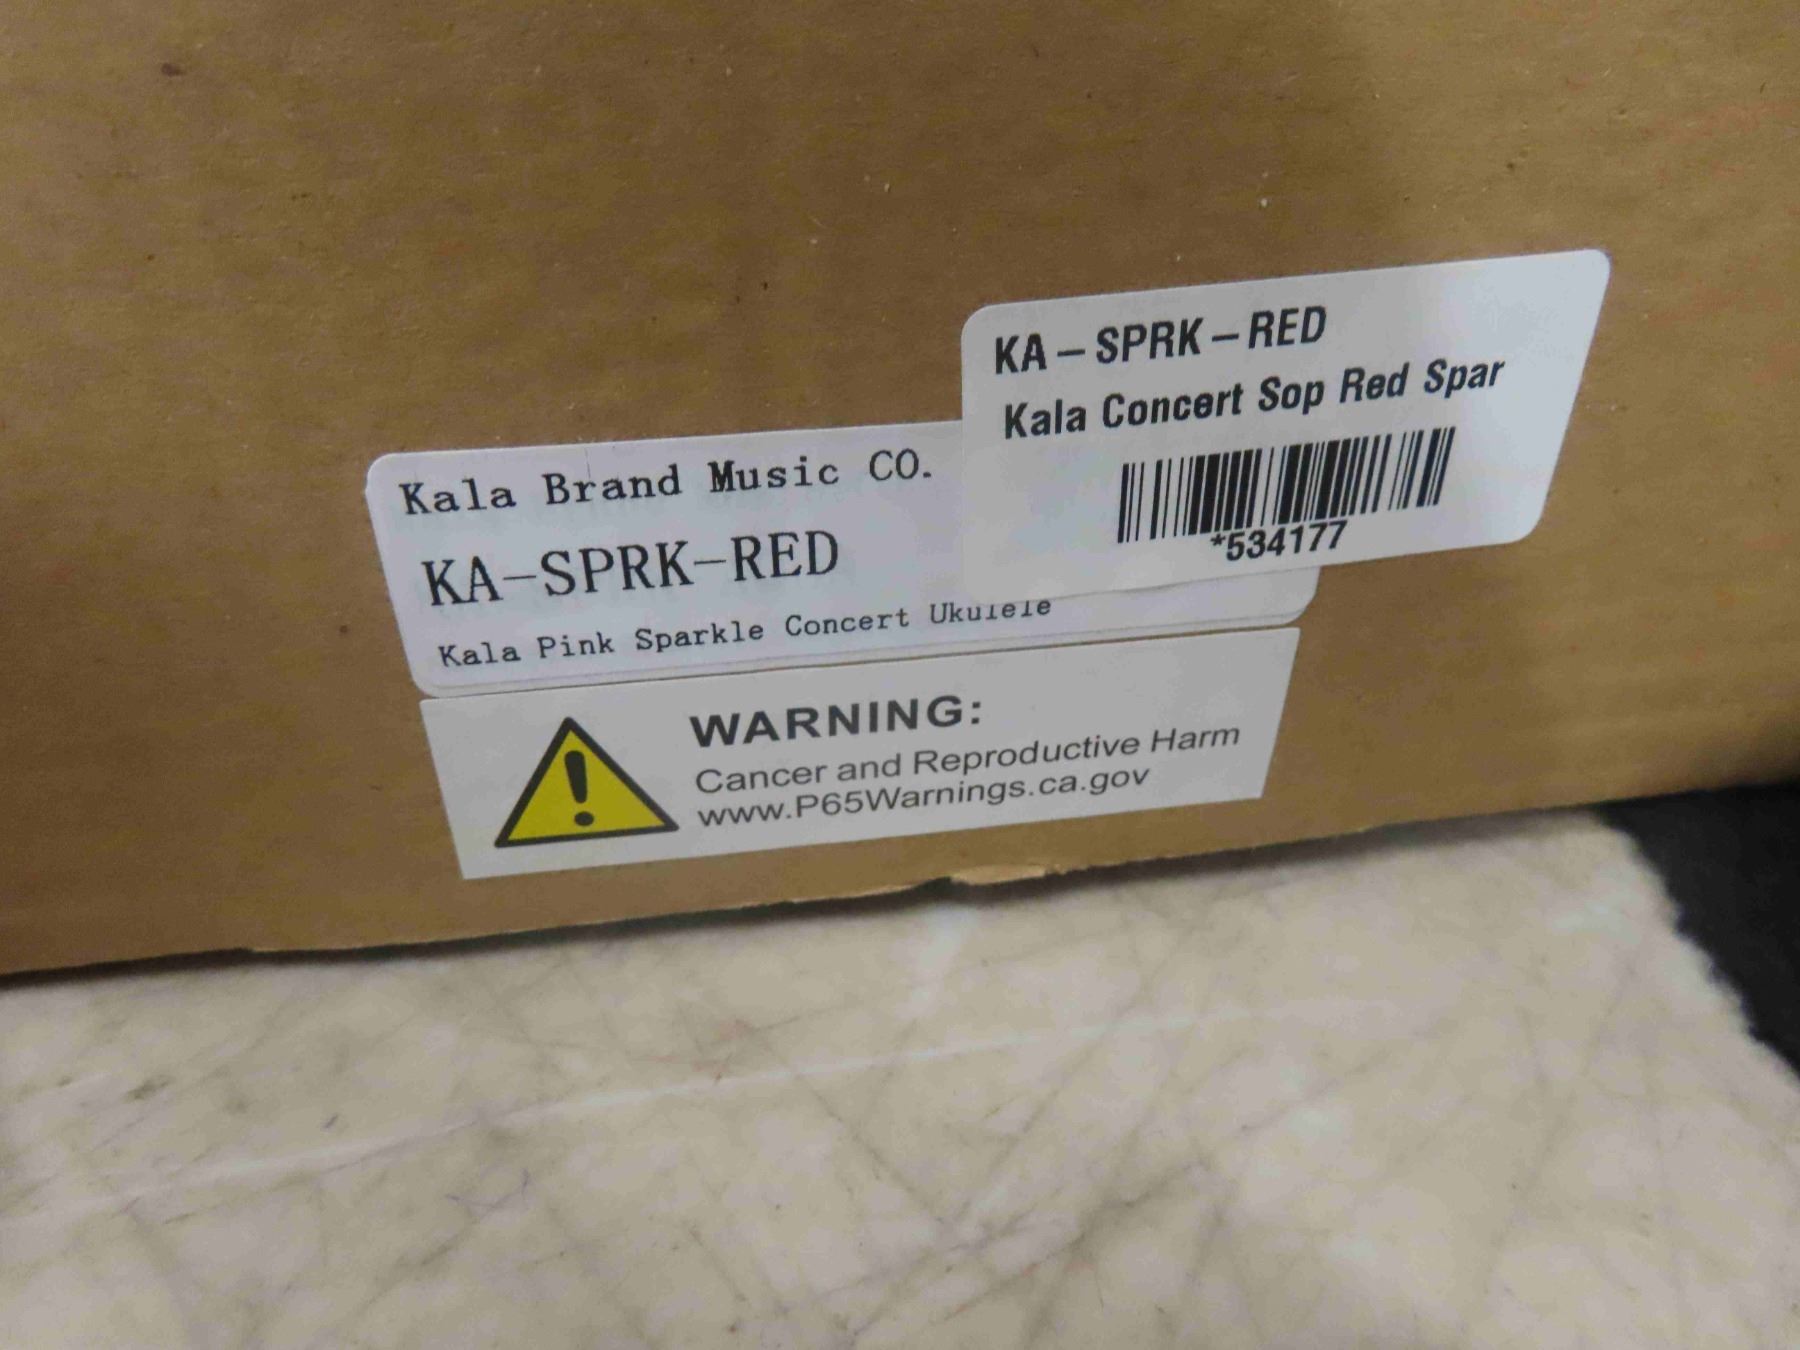 KA-SPRK-RED
Kala Concert Sop Red Spar
*534177
Kala Brand Music CO.
KA-SPRK-RED
Kala Pink Sparkle Concert Ukulele
WARNING:
Cancer and Reproductive Harm
www.P65Warnings.ca.gov